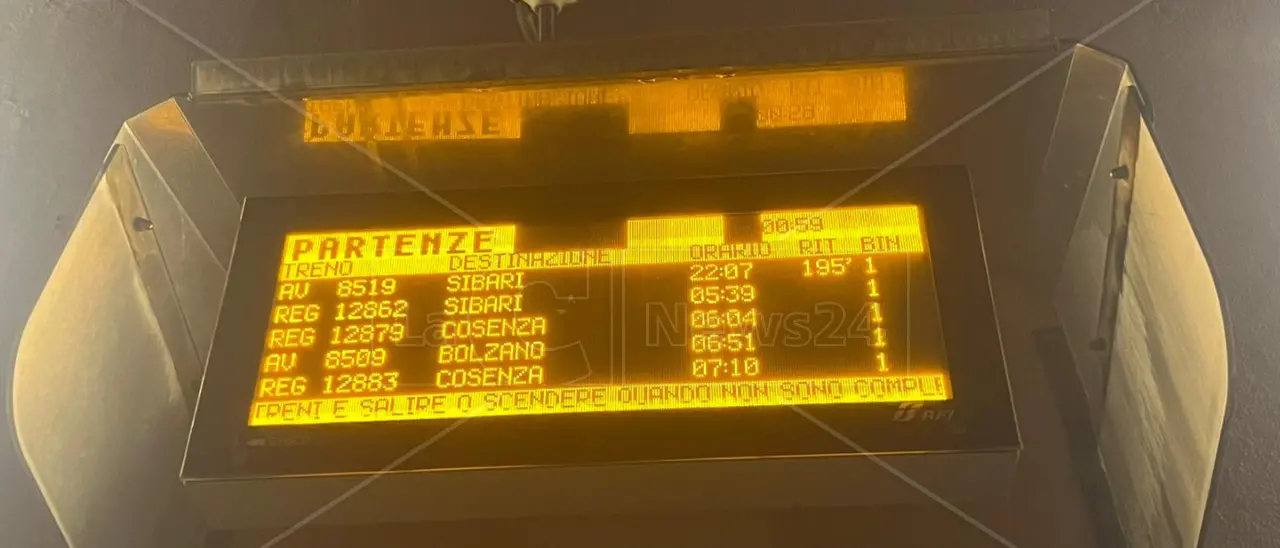 PARTENZE 00:59
TRENO DESTINAZIONE ORARIO RIT BIN
AV 8519 SIBARI 22:07 195' 1
REG 12862 SIBARI 05:39 1
REG 12879 COSENZA 06:04 1
AV 8509 BOLZANO 06:51 1
REG 12883 COSENZA 07:10 1
TRENI E SALIRE O SCENDERE QUANDO NON SONO COMPLE
RFI
LaC News24